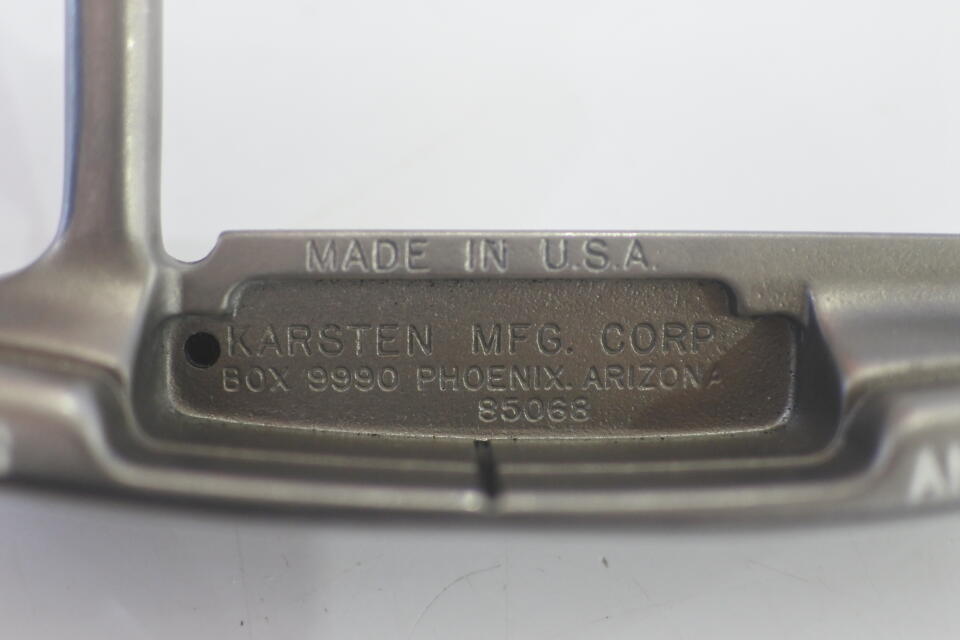 MADE IN U.S.A.
KARSTEN MFG. CORP.
BOX 9990 PHOENIX. ARIZONA
85068